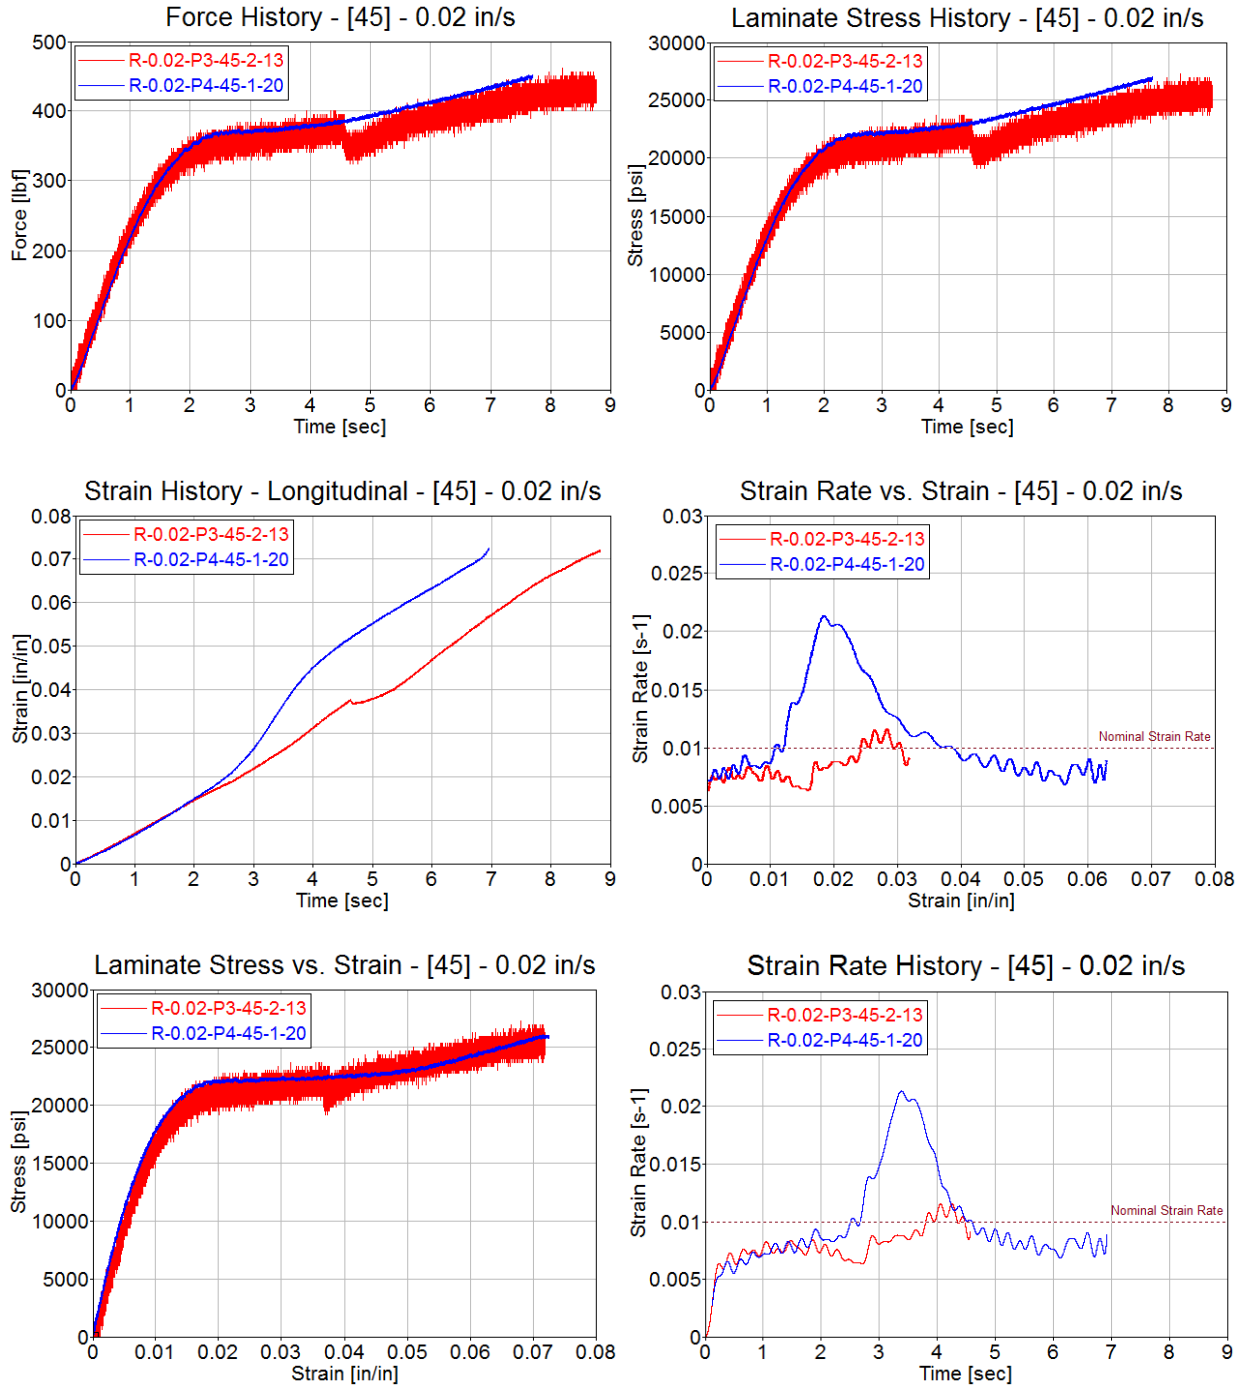 Force History - [45] - 0.02 in/s
500
400
300
200
100
0
Force [lbf]
R-0.02-P3-45-2-13
R-0.02-P4-45-1-20
0 1 2 3 4 5 6 7 8 9
Time [sec]
Laminate Stress History - [45] - 0.02 in/s
30000
25000
20000
15000
10000
5000
0
Stress [psi]
R-0.02-P3-45-2-13
R-0.02-P4-45-1-20
0 1 2 3 4 5 6 7 8 9
Time [sec]
Strain History - Longitudinal - [45] - 0.02 in/s
0.08
0.07
0.06
0.05
0.04
0.03
0.02
0.01
0
Strain [in/in]
R-0.02-P3-45-2-13
R-0.02-P4-45-1-20
0 1 2 3 4 5 6 7 8 9
Time [sec]
Strain Rate vs. Strain - [45] - 0.02 in/s
0.03
0.025
0.02
0.015
0.01
0.005
0
Strain Rate [s-1]
R-0.02-P3-45-2-13
R-0.02-P4-45-1-20
Nominal Strain Rate
0 0.01 0.02 0.03 0.04 0.05 0.06 0.07 0.08
Strain [in/in]
Laminate Stress vs. Strain - [45] - 0.02 in/s
30000
25000
20000
15000
10000
5000
0
Stress [psi]
R-0.02-P3-45-2-13
R-0.02-P4-45-1-20
0 0.01 0.02 0.03 0.04 0.05 0.06 0.07 0.08
Strain [in/in]
Strain Rate History - [45] - 0.02 in/s
0.03
0.025
0.02
0.015
0.01
0.005
0
Strain Rate [s-1]
R-0.02-P3-45-2-13
R-0.02-P4-45-1-20
Nominal Strain Rate
0 1 2 3 4 5 6 7 8 9
Time [sec]